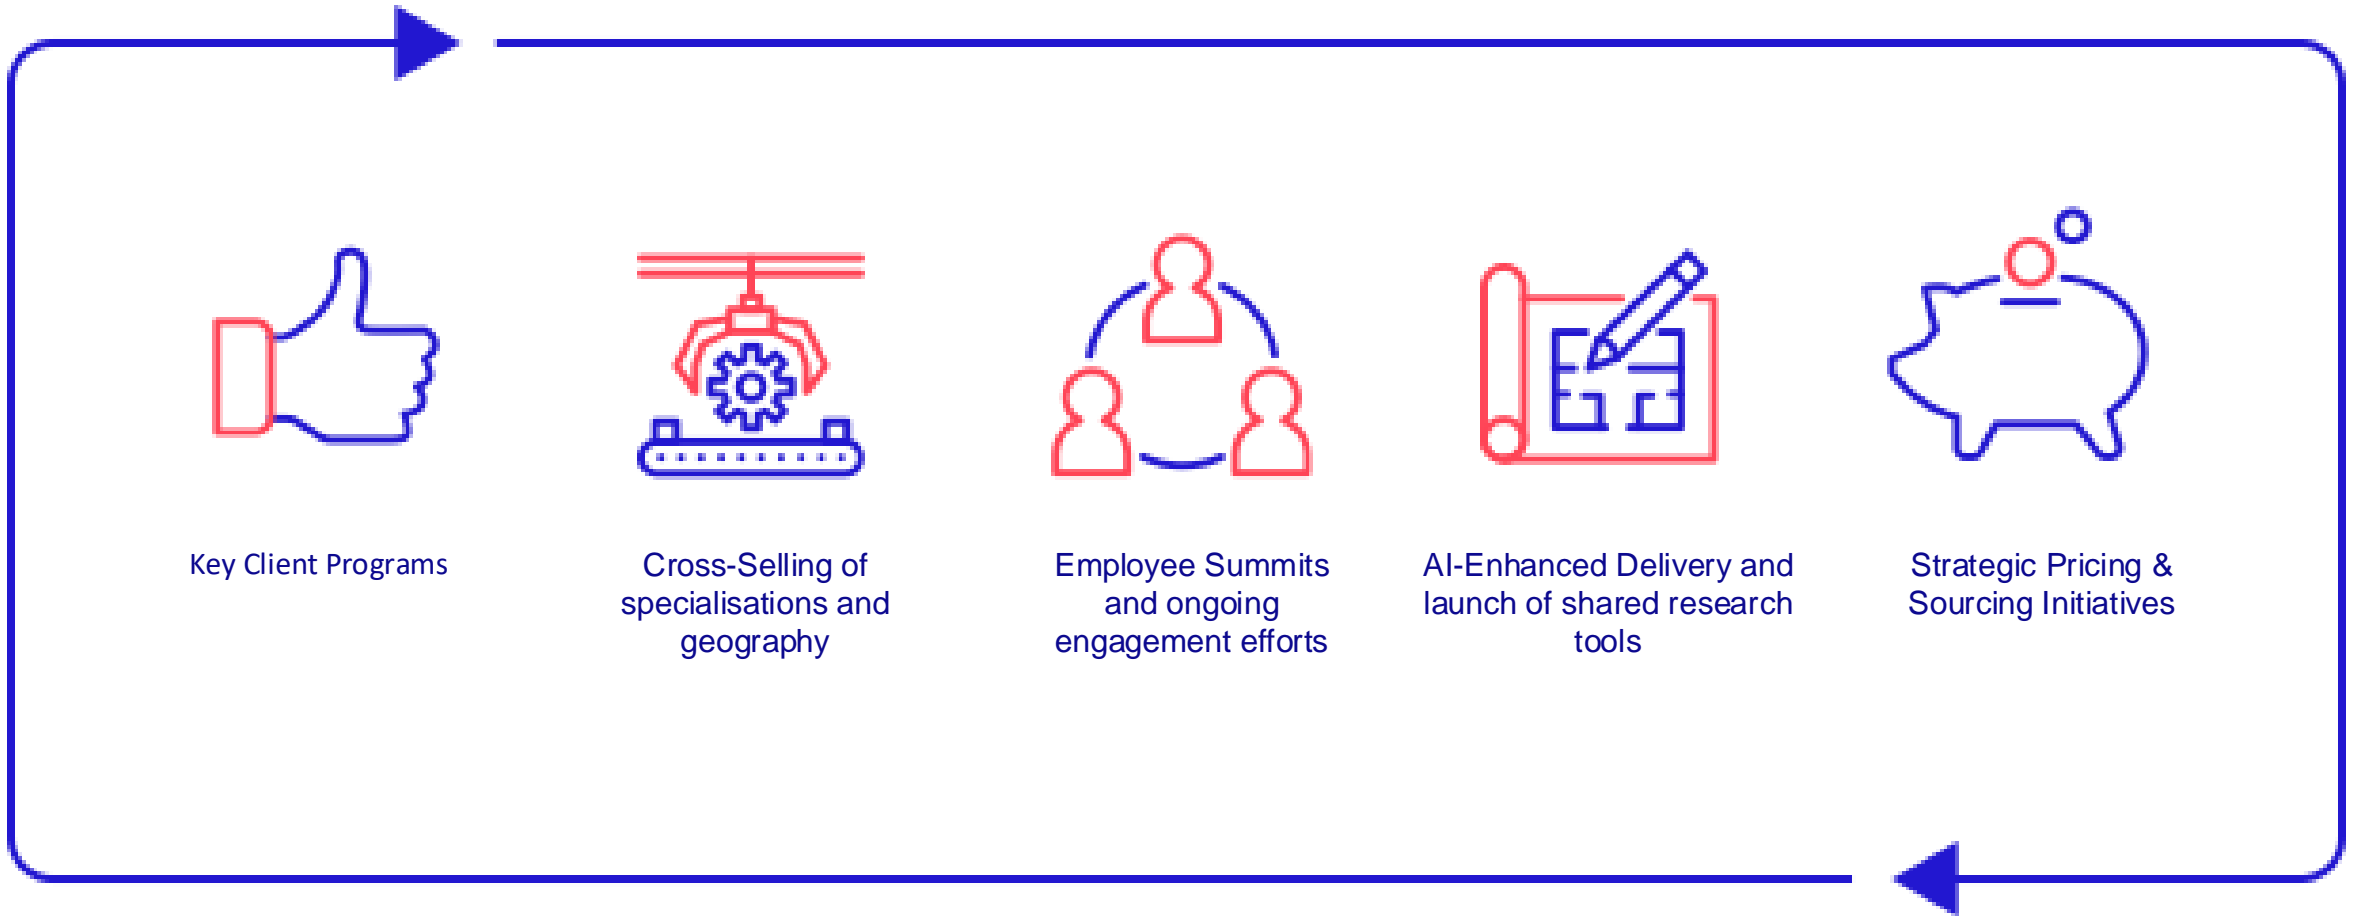 Key Client Programs
Cross-Selling of
specialisations and
geography
Employee Summits
and ongoing
engagement efforts
AI-Enhanced Delivery and
launch of shared research
tools
Strategic Pricing &
Sourcing Initiatives